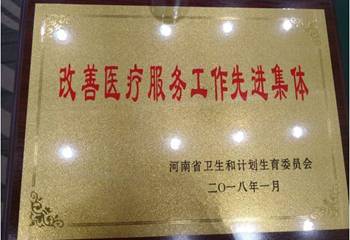 改善医疗服务工作先进集体
河南省卫生和计划生育委员会
二〇一八年一月